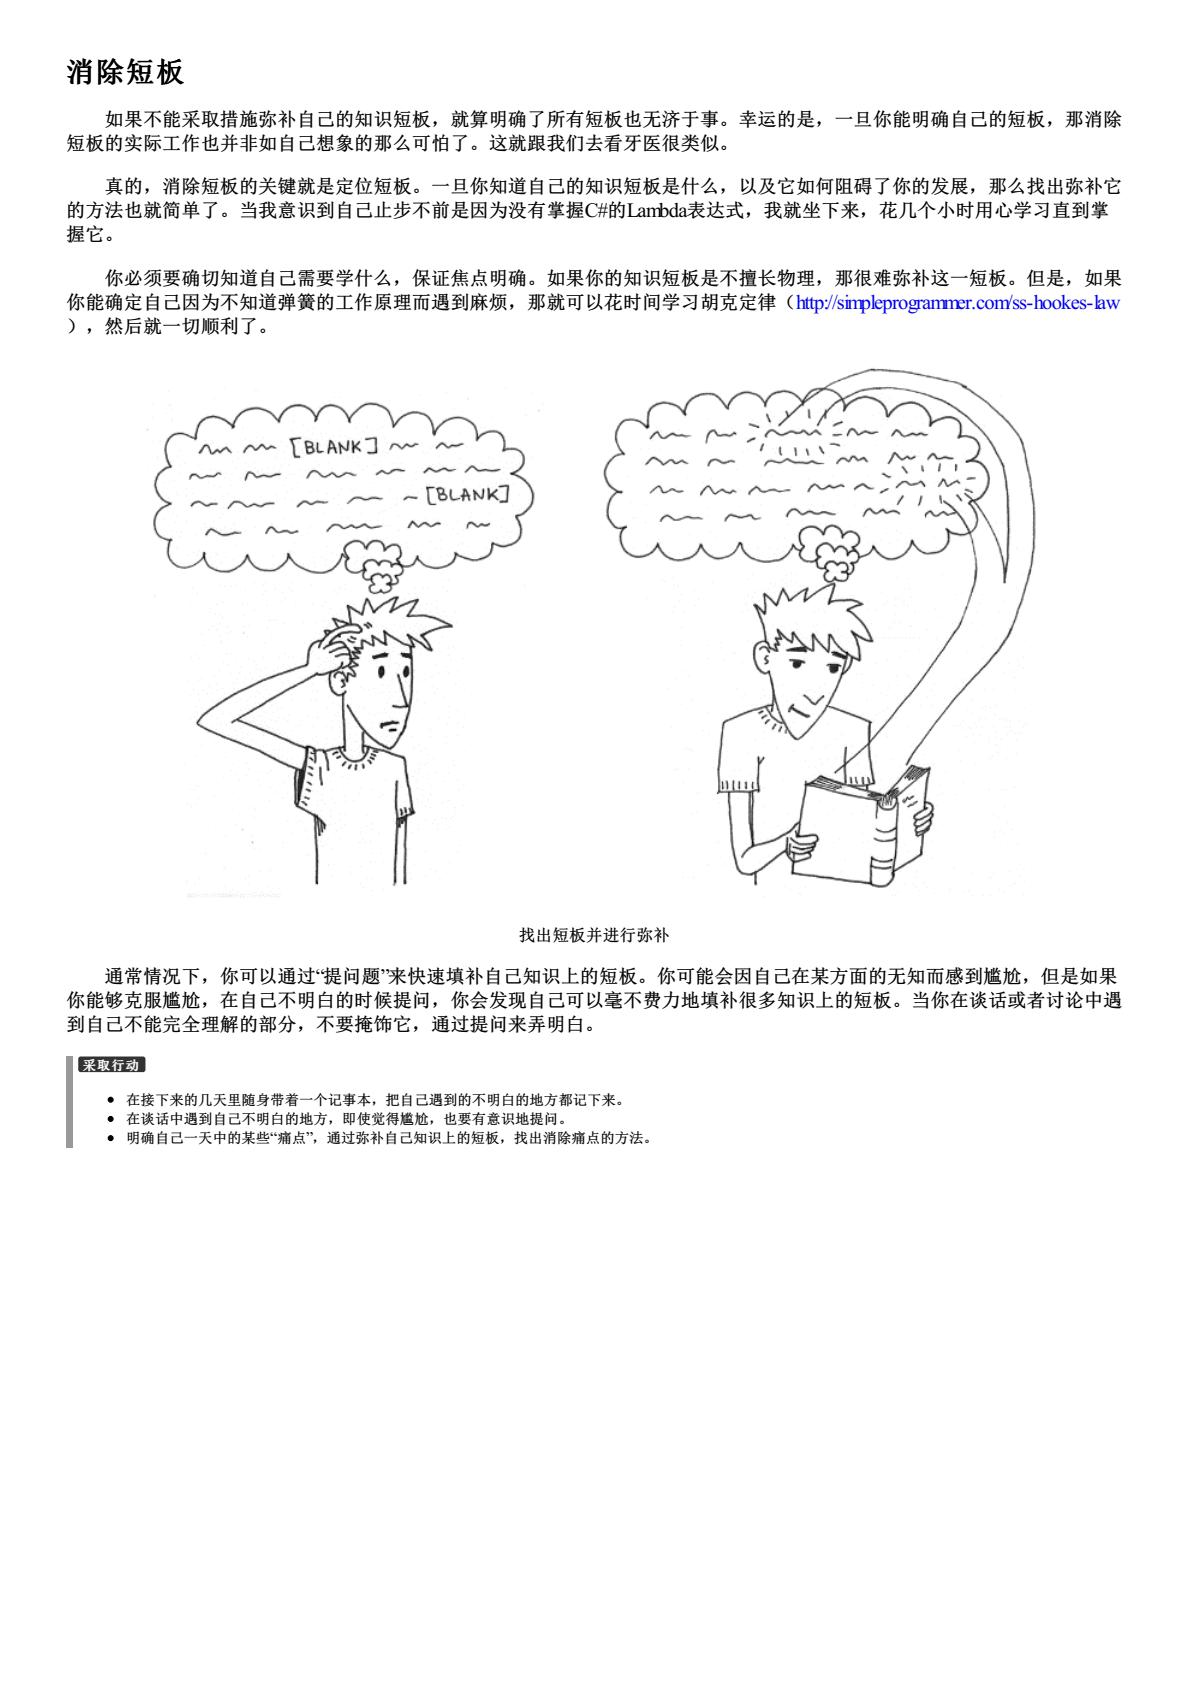 消除短板
如果不能采取措施弥补自己的知识短板，就算明确了所有短板也无济于事。幸运的是，一旦你能明确自己的短板，那消除
短板的实际工作也并非如自己想象的那么可怕了。这就跟我们去看牙医很类似。
真的，消除短板的关键就是定位短板。一旦你知道自己的知识短板是什么，以及它如何阻碍了你的发展，那么找出弥补它
的方法也就简单了。当我意识到自己止步不前是因为没有掌握C#的Lambda表达式，我就坐下来，花几个小时用心学习直到掌
握它。
你必须要确切知道自己需要学什么，保证焦点明确。如果你的知识短板是不擅长物理，那很难弥补这一短板。但是，如果
你能确定自己因为不知道弹簧的工作原理而遇到麻烦，那就可以花时间学习胡克定律（http://simpleprogrammer.com/ss-hookes-law
），然后就一切顺利了。
[BLANK]
[BLANK]
找出短板并进行弥补
通常情况下，你可以通过“提问题”来快速填补自己知识上的短板。你可能会因自己在某方面的无知而感到尴尬，但是如果
你能够克服尴尬，在自己不明白的时候提问，你会发现自己可以毫不费力地填补很多知识上的短板。当你在谈话或者讨论中遇
到自己不能完全理解的部分，不要掩饰它，通过提问来弄明白。
采取行动
● 在接下来的几天里随身带着一个记事本，把自己遇到的不明白的地方都记下来。
● 在谈话中遇到自己不明白的地方，即使觉得尴尬，也要有意识地提问。
● 明确自己一天中的某些“痛点”，通过弥补自己知识上的短板，找出消除痛点的方法。